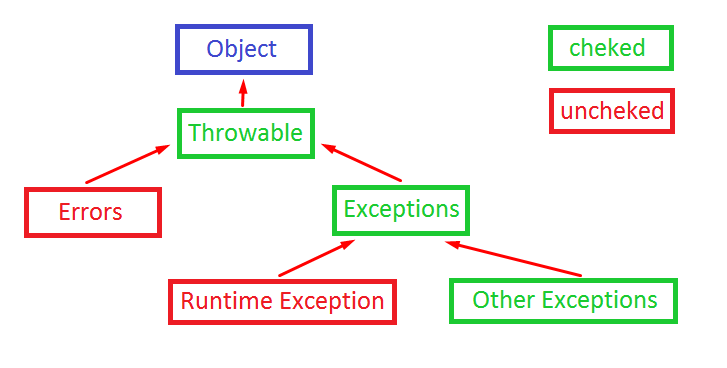 Object
cheked
Throwable
uncheked
Errors
Exceptions
Runtime Exception
Other Exceptions